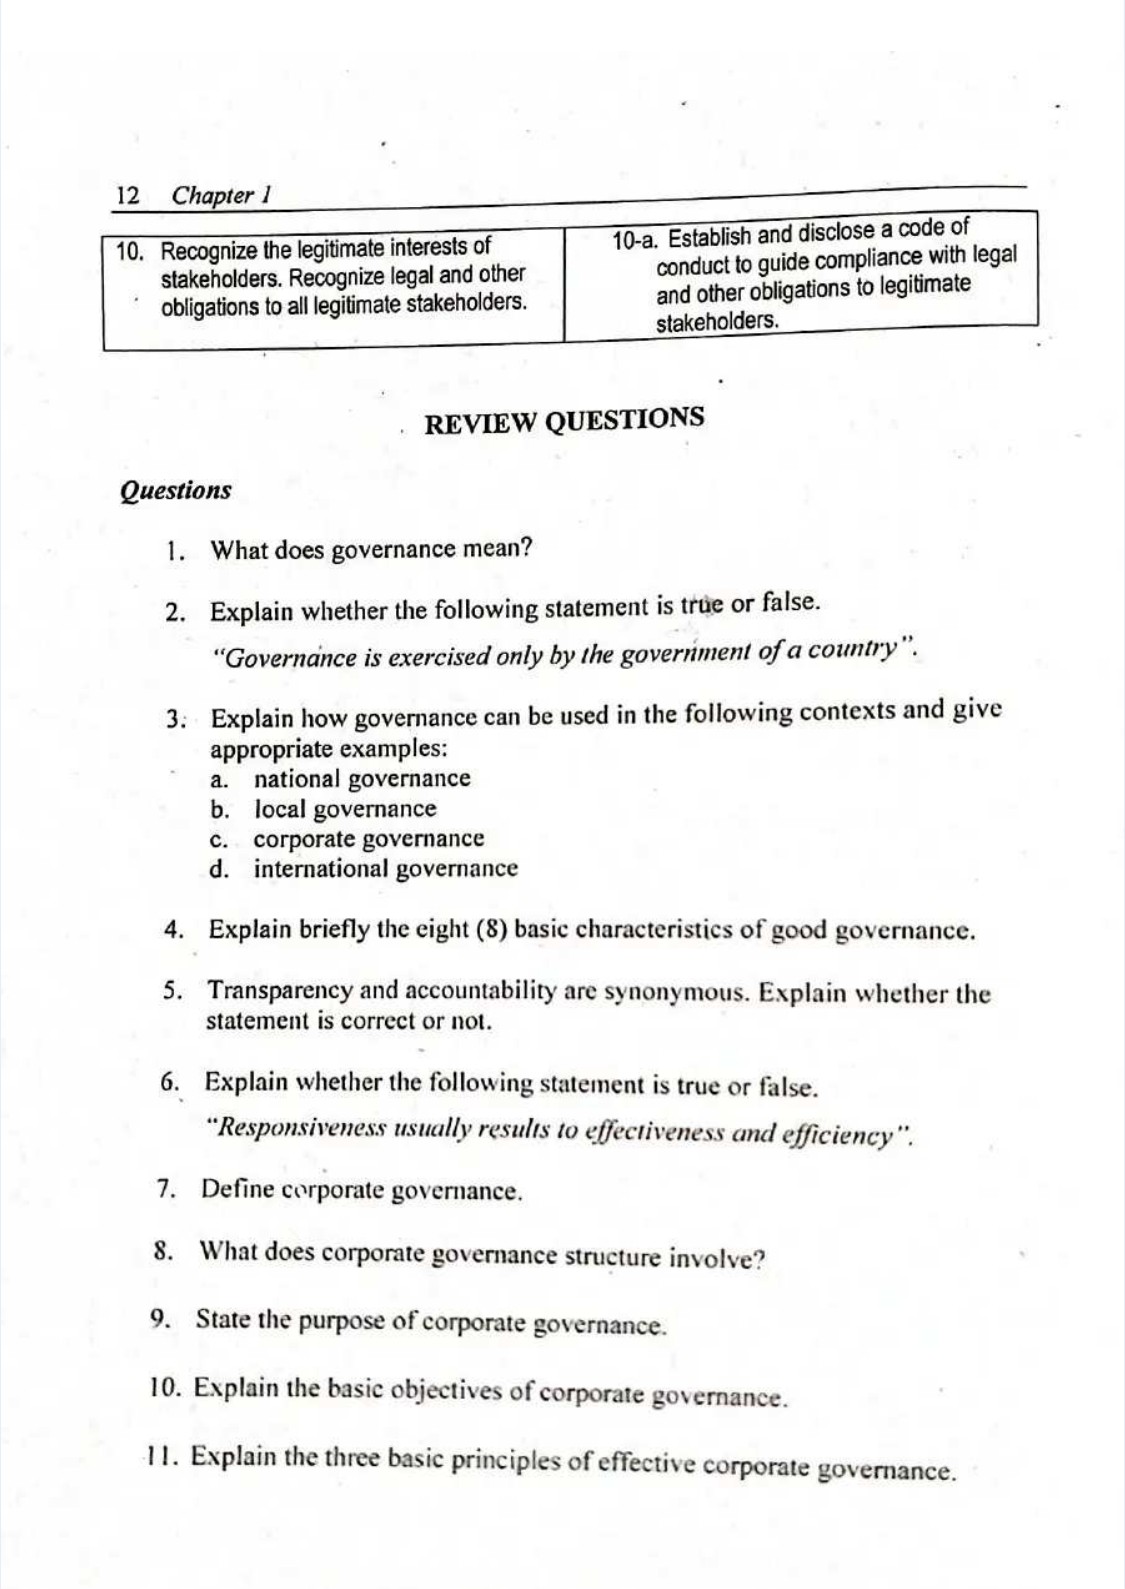 12 Chapter 1
10. Recognize the legitimate interests of
stakeholders. Recognize legal and other
obligations to all legitimate stakeholders.
10-a. Establish and disclose a code of
conduct to guide compliance with legal
and other obligations to legitimate
stakeholders.
REVIEW QUESTIONS
Questions
1. What does governance mean?
2. Explain whether the following statement is true or false.
“Governance is exercised only by the government of a country”.
3. Explain how governance can be used in the following contexts and give
appropriate examples:
a. national governance
b. local governance
c. corporate governance
d. international governance
4. Explain briefly the eight (8) basic characteristics of good governance.
5. Transparency and accountability are synonymous. Explain whether the
statement is correct or not.
6. Explain whether the following statement is true or false.
“Responsiveness usually results to effectiveness and efficiency”.
7. Define corporate governance.
8. What does corporate governance structure involve?
9. State the purpose of corporate governance.
10. Explain the basic objectives of corporate governance.
11. Explain the three basic principles of effective corporate governance.